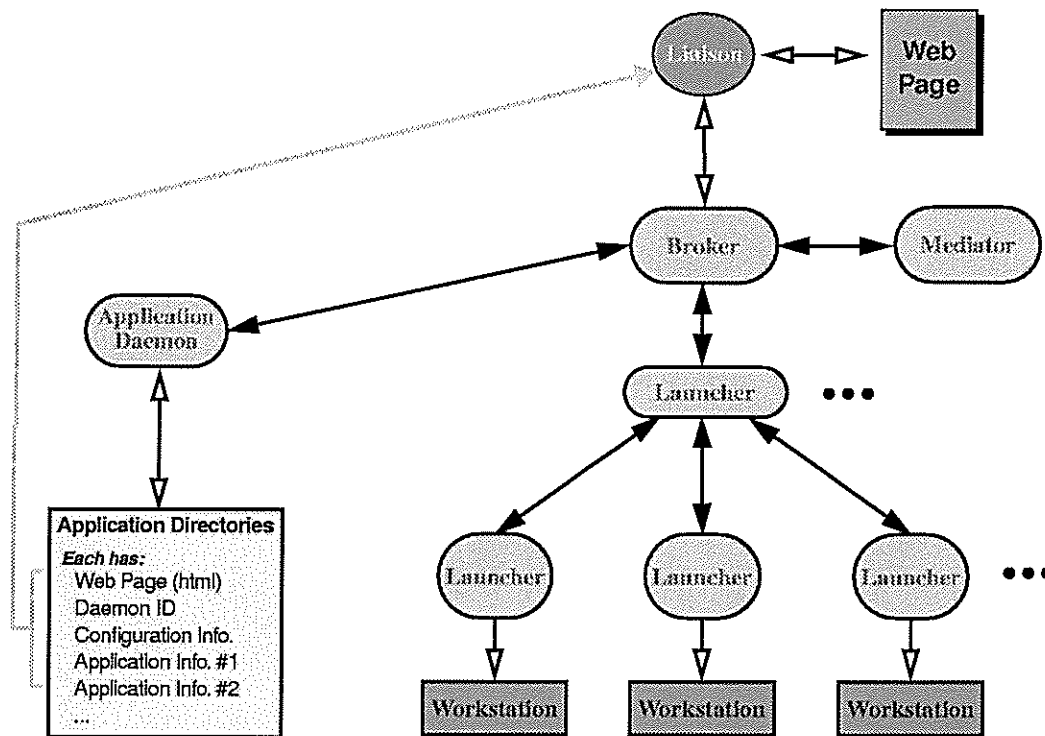 Liaison
Web
Page
Broker
Mediator
Application
Daemon
Launcher
•••
Application Directories
Each has:
Web Page (html)
Daemon ID
Configuration Info.
Application Info. #1
Application Info. #2
...
Launcher
Launcher
Launcher
•••
Workstation
Workstation
Workstation